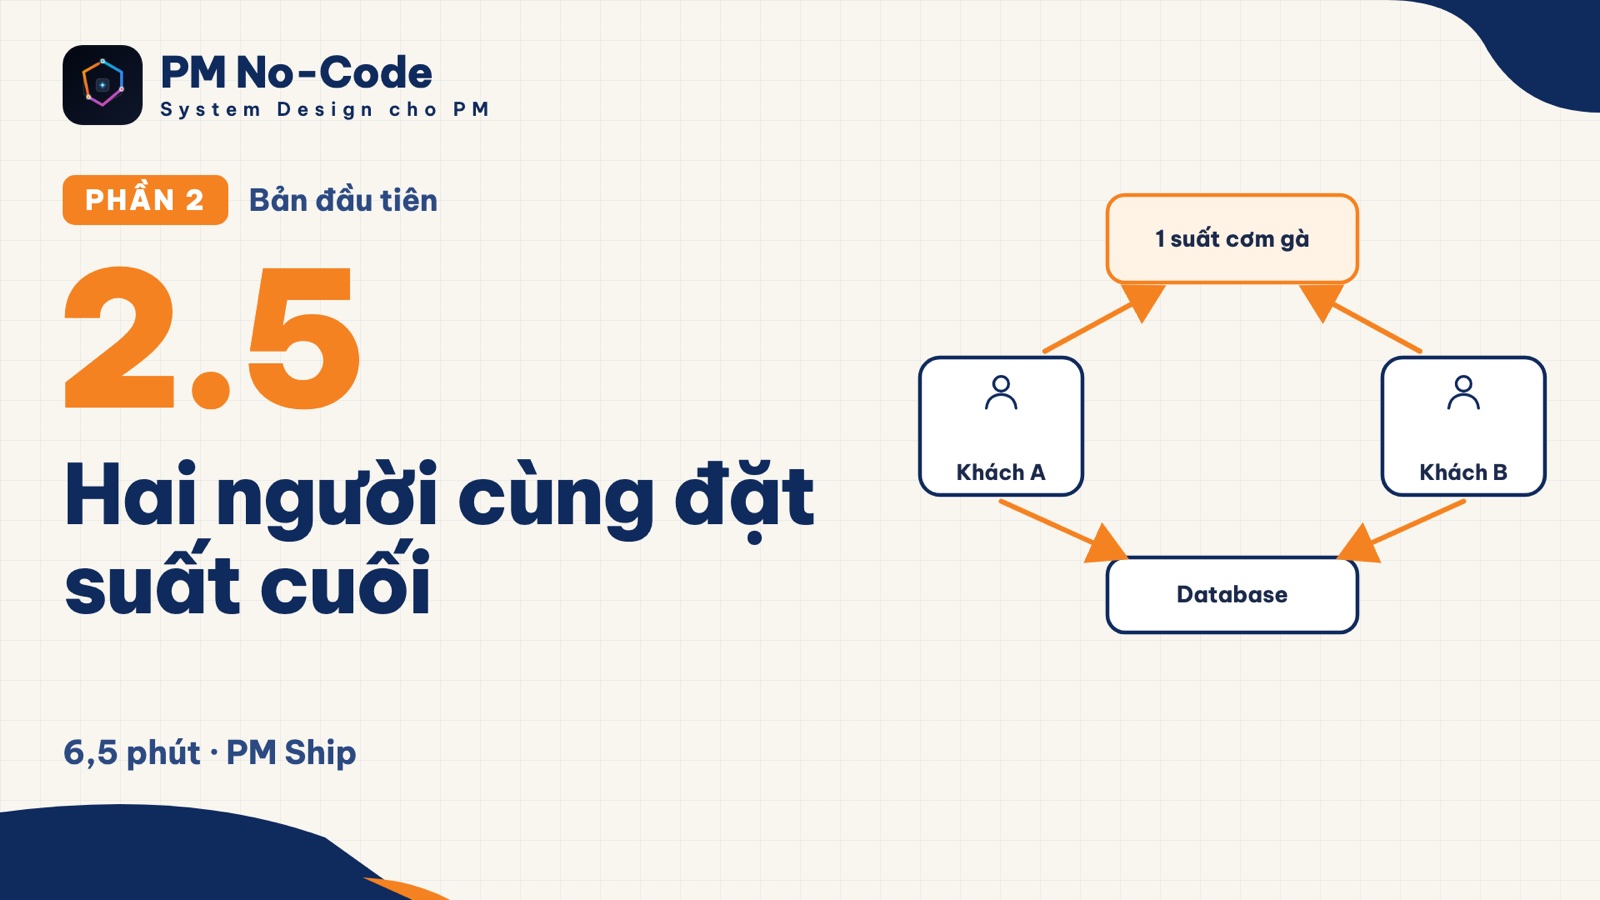 PM No-Code
System Design cho PM
PHẦN 2 Bản đầu tiên
2.5
Hai người cùng đặt
suất cuối
6,5 phút · PM Ship
1 suất cơm gà
Khách A
Khách B
Database